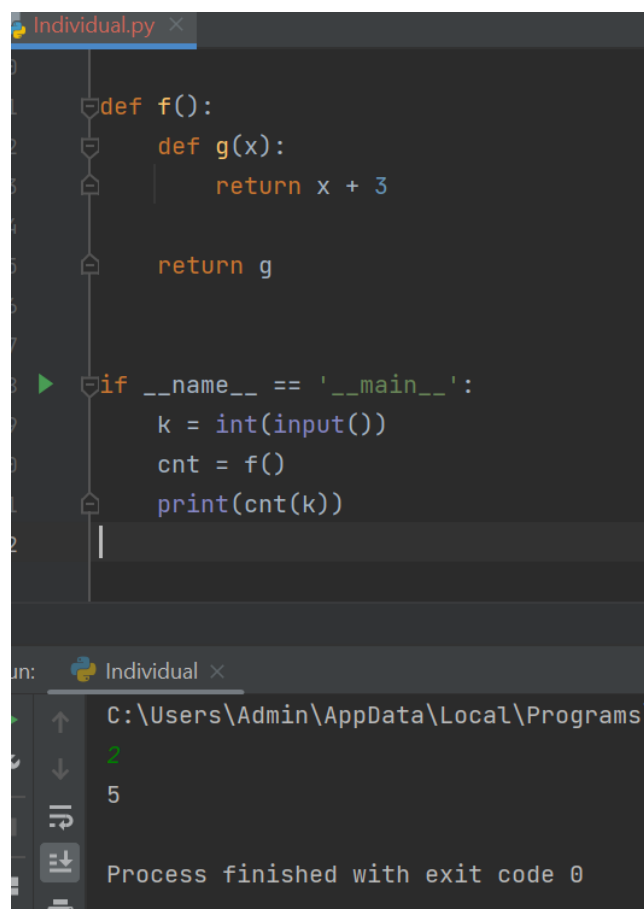 Individual.py
def f():
def g(x):
return x + 3
return g
if __name__ == '__main__':
k = int(input())
cnt = f()
print(cnt(k))
un:
Individual
C:\Users\Admin\AppData\Local\Programs
2
5
Process finished with exit code 0